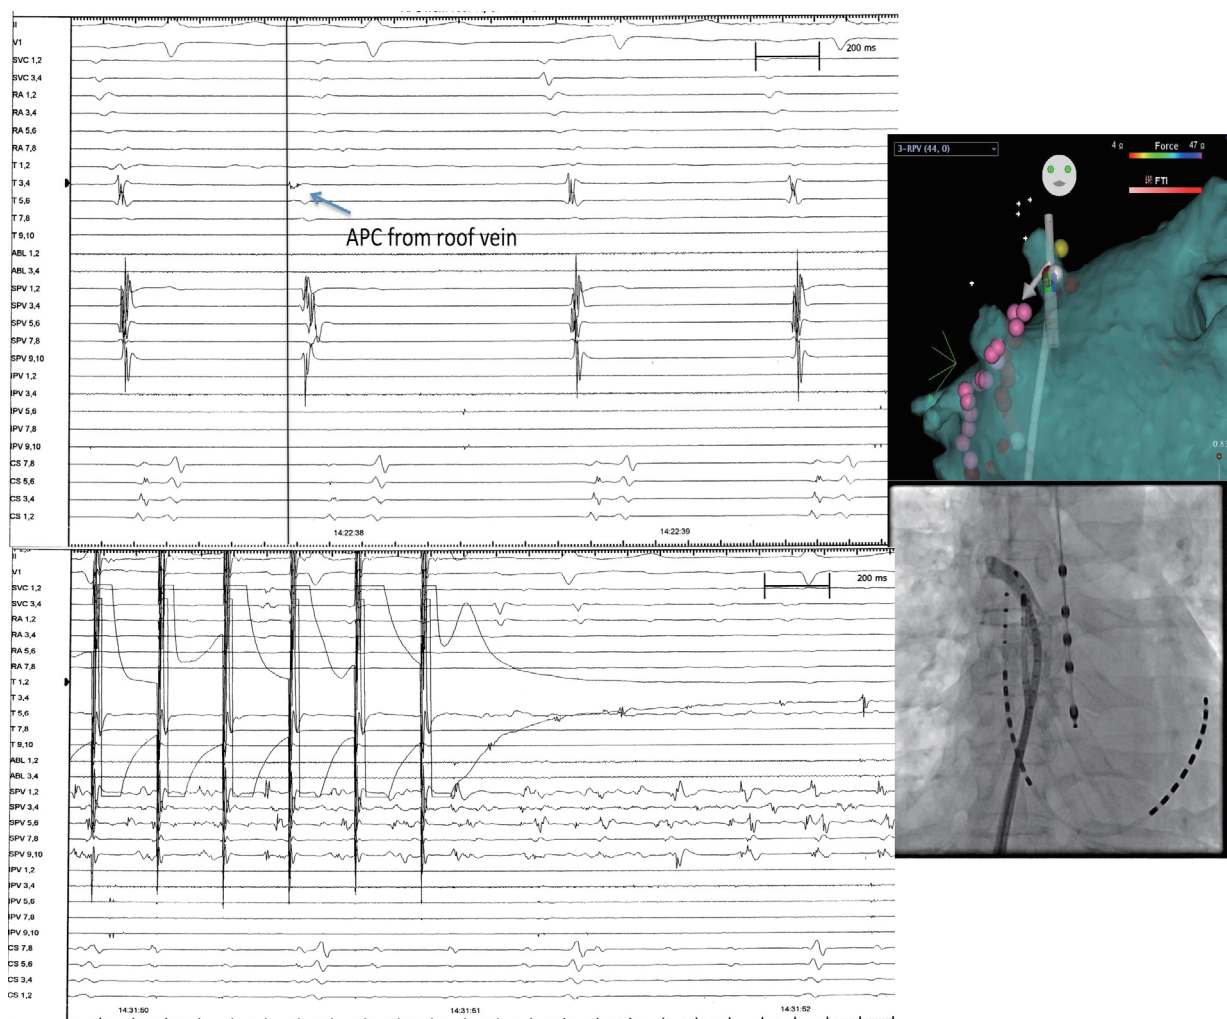 II
V1
200 ms
SVC 1,2
SVC 3,4
RA 1,2
RA 3,4
RA 5,6
RA 7,8
T 1,2
T 3,4
T 5,6
T 7,8
T 9,10
APC from roof vein
ABL 1,2
ABL 3,4
SPV 1,2
SPV 3,4
SPV 5,6
SPV 7,8
SPV 9,10
IPV 1,2
IPV 3,4
IPV 5,6
IPV 7,8
IPV 9,10
CS 7,8
CS 5,6
CS 3,4
CS 1,2
14:22:38 14:22:39
3-RPV (44, 0)
4 g Force 47 g
FTI
0.83
II
V1
200 ms
SVC 1,2
SVC 3,4
RA 1,2
RA 3,4
RA 5,6
RA 7,8
T 1,2
T 3,4
T 5,6
T 7,8
T 9,10
ABL 1,2
ABL 3,4
SPV 1,2
SPV 3,4
SPV 5,6
SPV 7,8
SPV 9,10
IPV 1,2
IPV 3,4
IPV 5,6
IPV 7,8
IPV 9,10
CS 7,8
CS 5,6
CS 3,4
CS 1,2
14:31:50 14:31:51 14:31:52